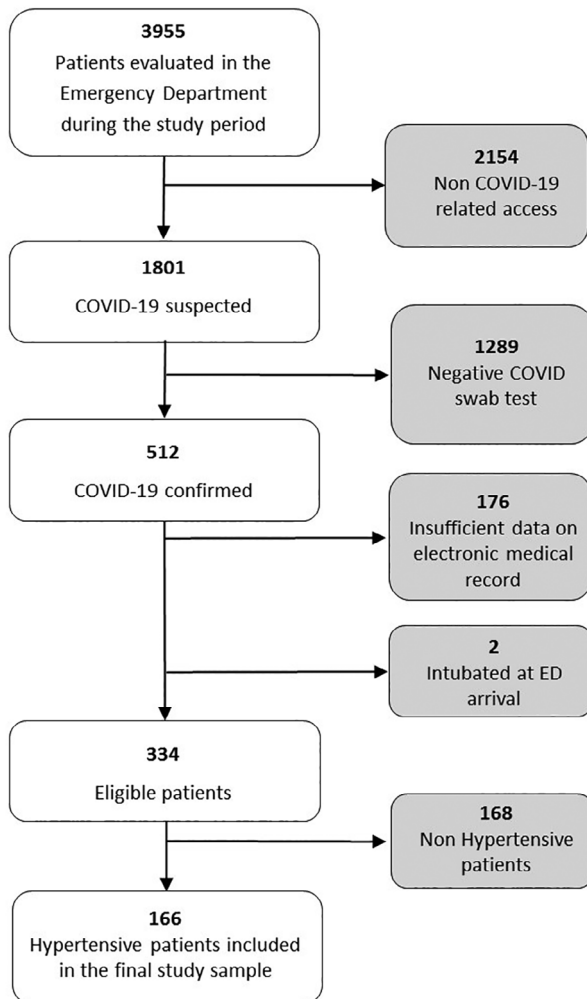 3955
Patients evaluated in the
Emergency Department
during the study period
2154
Non COVID-19
related access
1801
COVID-19 suspected
1289
Negative COVID
swab test
512
COVID-19 confirmed
176
Insufficient data on
electronic medical
record
2
Intubated at ED
arrival
334
Eligible patients
168
Non Hypertensive
patients
166
Hypertensive patients included
in the final study sample